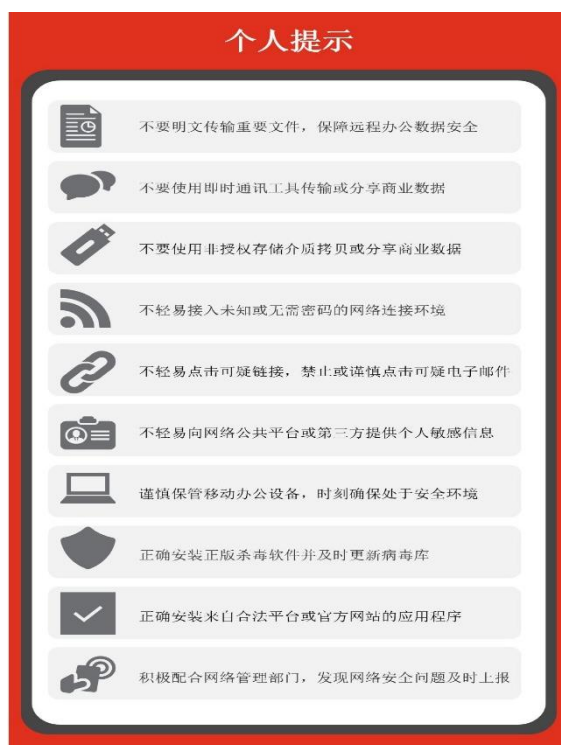 个人提示
不要明文传输重要文件，保障远程办公数据安全
不要使用即时通讯工具传输或分享商业数据
不要使用非授权存储介质拷贝或分享商业数据
不轻易接入未知或无需密码的网络连接环境
不轻易点击可疑链接，禁止或谨慎点击可疑电子邮件
不轻易向网络公共平台或第三方提供个人敏感信息
谨慎保管移动办公设备，时刻确保处于安全环境
正确安装正版杀毒软件并及时更新病毒库
正确安装来自合法平台或官方网站的应用程序
积极配合网络管理部门，发现网络安全问题及时上报